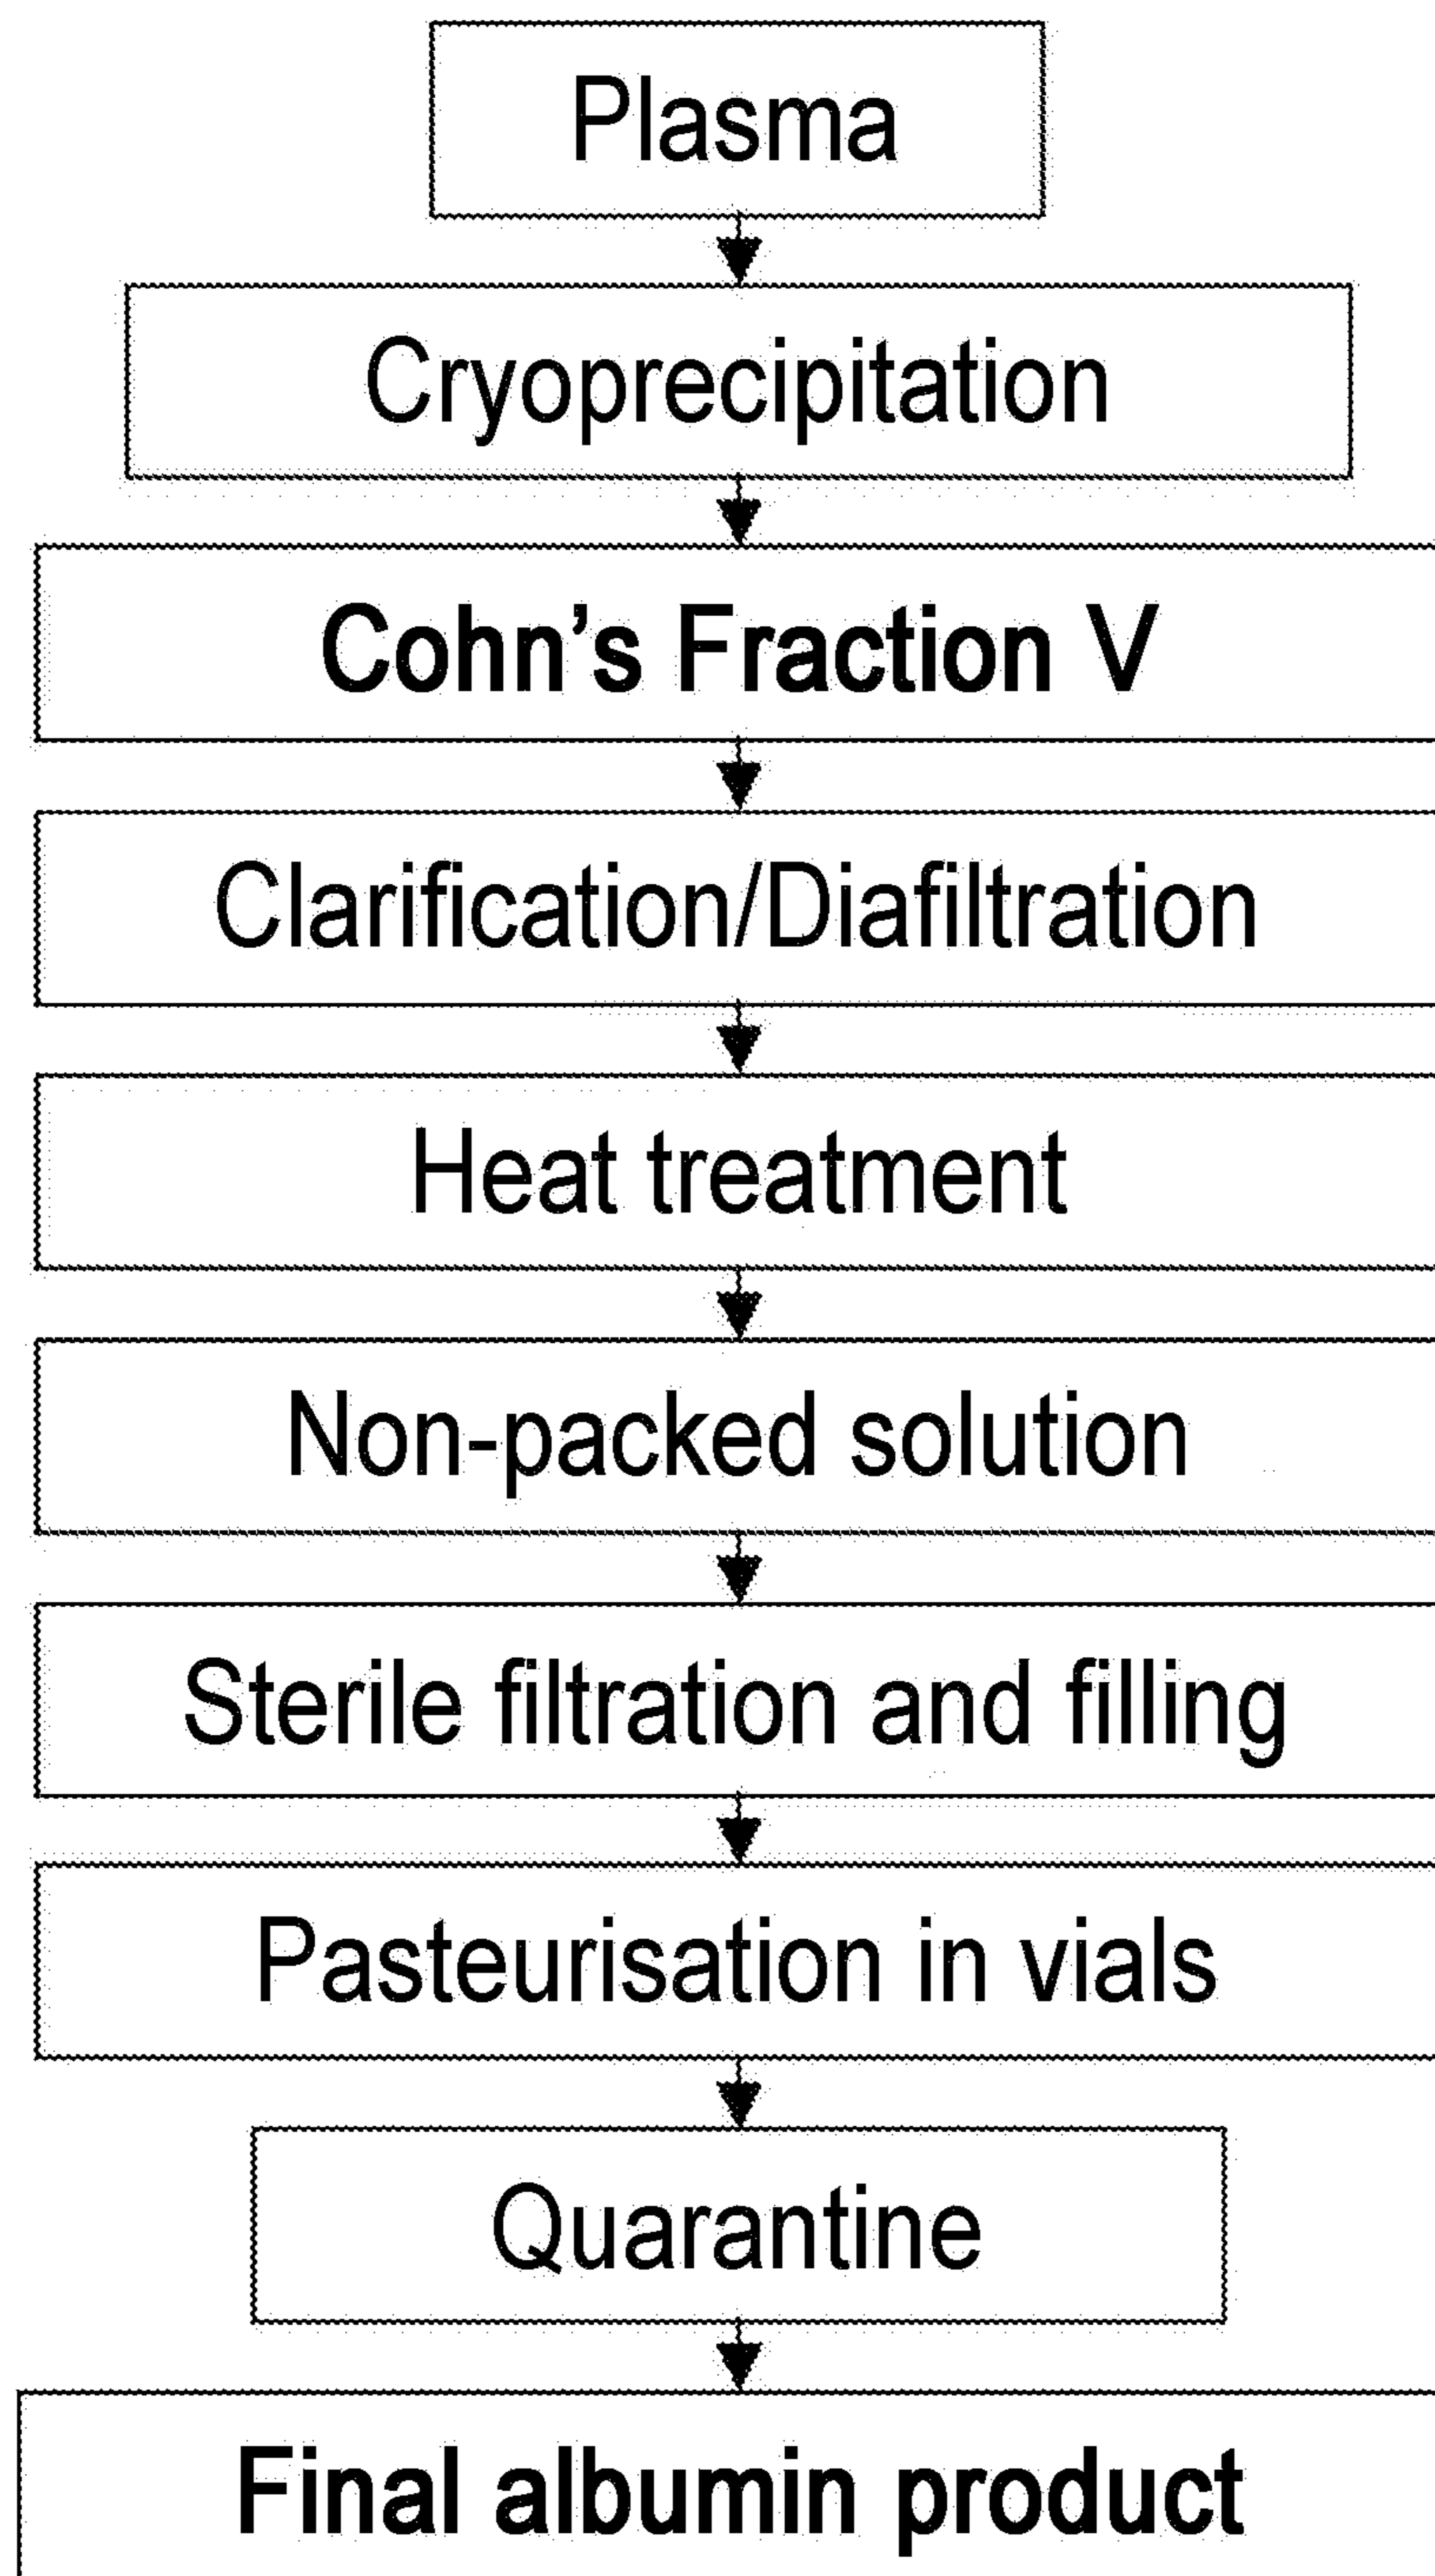 Plasma
Cryoprecipitation
Cohn’s Fraction V
Clarification/Diafiltration
Heat treatment
Non-packed solution
Sterile filtration and filling
Pasteurisation in vials
Quarantine
Final albumin product